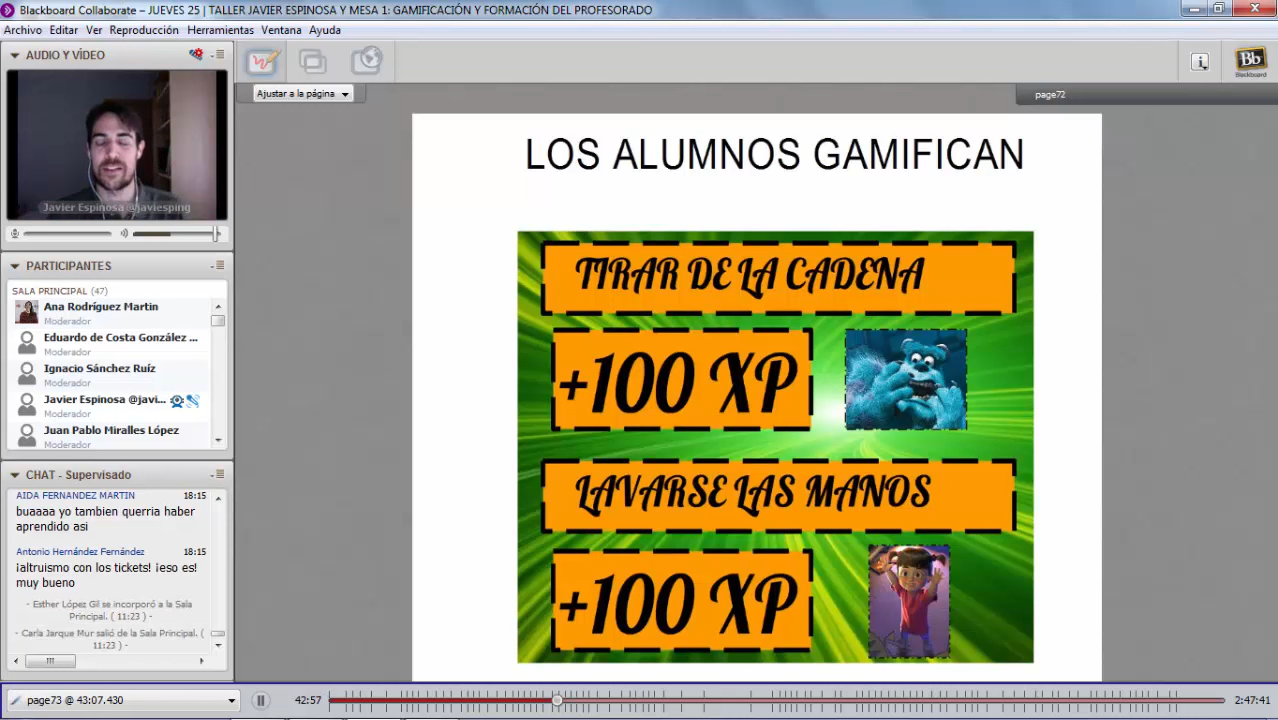 Blackboard Collaborate – JUEVES 25 | TALLER JAVIER ESPINOSA Y MESA 1: GAMIFICACIÓN Y FORMACIÓN DEL PROFESORADO
Archivo Editar Ver Reproducción Herramientas Ventana Ayuda
AUDIO Y VÌDEO
Javier Espinosa @javiesping
PARTICIPANTES
SALA PRINCIPAL (47)
Ana Rodríguez Martin
Moderador
Eduardo de Costa González ...
Moderador
Ignacio Sánchez Ruíz
Moderador
Javier Espinosa @javi...
Moderador
Juan Pablo Miralles López
Moderador
CHAT - Supervisado
AIDA FERNANDEZ MARTIN 18:15
buaaaa yo tambien querria haber
aprendido asi
Antonio Hernández Fernández 18:15
¡altruismo con los tickets! ¡eso es!
muy bueno
- Esther López Gil se incorporó a la Sala
Principal. ( 11:23 ) -
- Carla Jarque Mur salió de la Sala Principal. (
11:23 ) -
page73 @ 43:07.430
Ajustar a la página
Bb
Blackboard
page72
LOS ALUMNOS GAMIFICAN
TIRAR DE LA CADENA
+100 XP
LAVARSE LAS MANOS
+100 XP
42:57
2:47:41